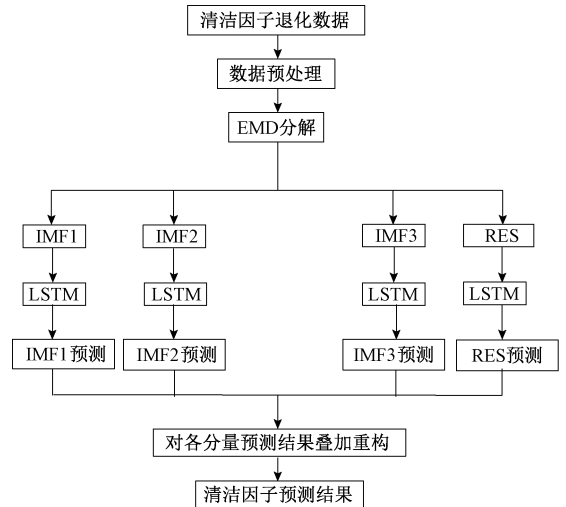 清洁因子退化数据
数据预处理
EMD分解
IMF1 IMF2 IMF3 RES
LSTM LSTM LSTM LSTM
IMF1预测 IMF2预测 IMF3预测 RES预测
对各分量预测结果叠加重构
清洁因子预测结果